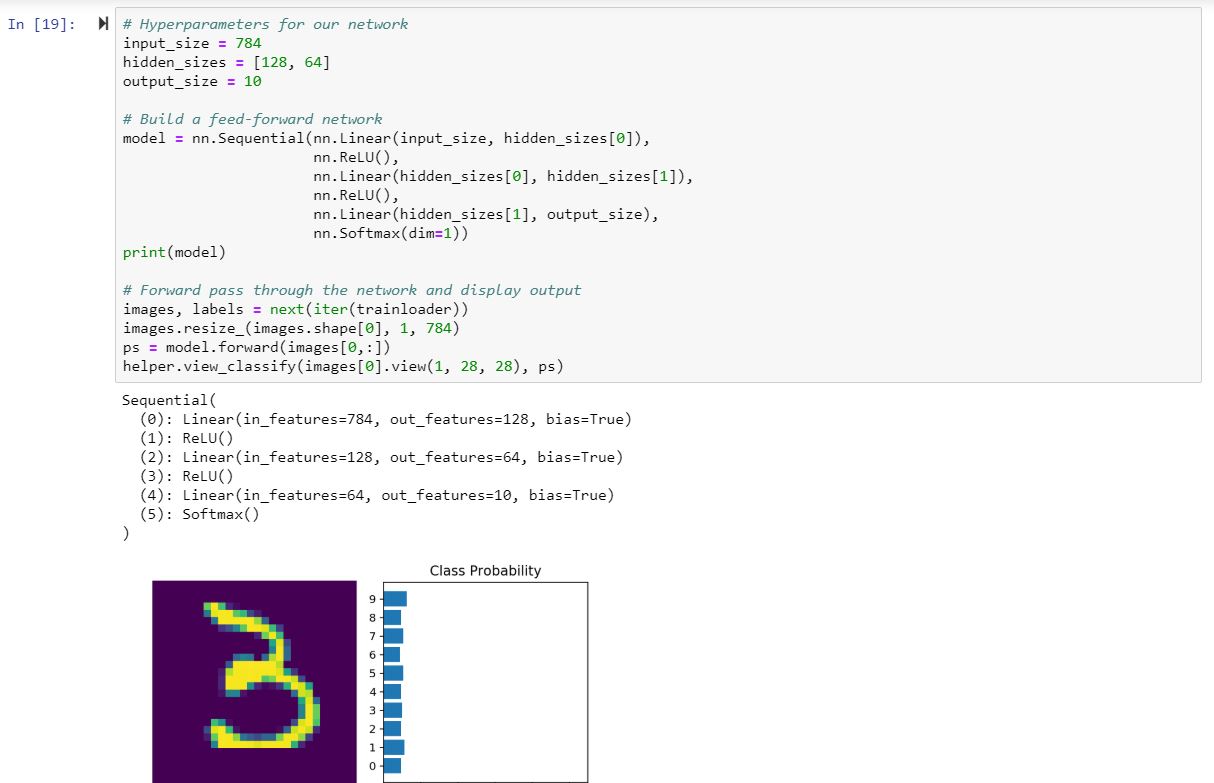 In [19]:
# Hyperparameters for our network
input_size = 784
hidden_sizes = [128, 64]
output_size = 10
# Build a feed-forward network
model = nn.Sequential(nn.Linear(input_size, hidden_sizes[0]),
nn.ReLU(),
nn.Linear(hidden_sizes[0], hidden_sizes[1]),
nn.ReLU(),
nn.Linear(hidden_sizes[1], output_size),
nn.Softmax(dim=1))
print(model)
# Forward pass through the network and display output
images, labels = next(iter(trainloader))
images.resize_(images.shape[0], 1, 784)
ps = model.forward(images[0,:])
helper.view_classify(images[0].view(1, 28, 28), ps)
Sequential(
(0): Linear(in_features=784, out_features=128, bias=True)
(1): ReLU()
(2): Linear(in_features=128, out_features=64, bias=True)
(3): ReLU()
(4): Linear(in_features=64, out_features=10, bias=True)
(5): Softmax()
)
Class Probability
3
9
8
7
6
5
4
3
2
1
0